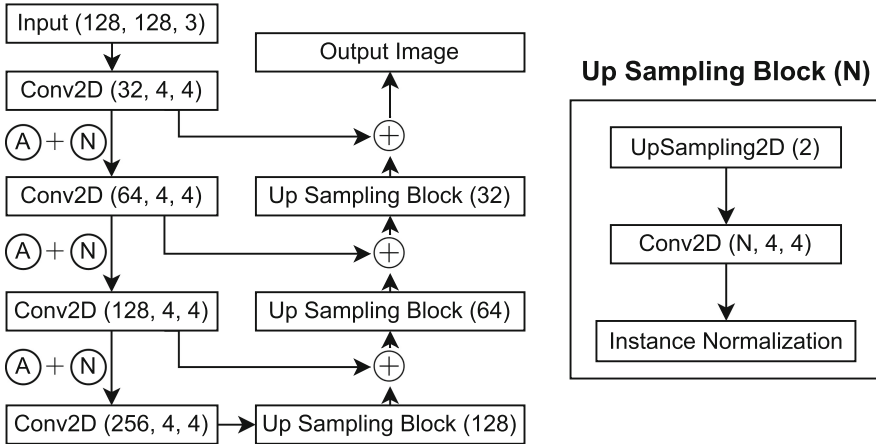 Input (128, 128, 3)
Conv2D (32, 4, 4)
A + N
Conv2D (64, 4, 4)
A + N
Conv2D (128, 4, 4)
A + N
Conv2D (256, 4, 4)
Output Image
+
Up Sampling Block (32)
+
Up Sampling Block (64)
+
Up Sampling Block (128)
Up Sampling Block (N)
UpSampling2D (2)
Conv2D (N, 4, 4)
Instance Normalization